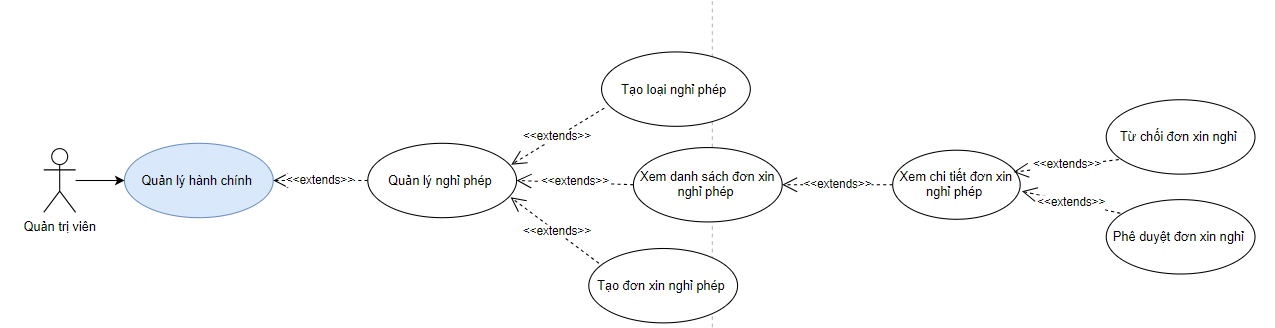 Quản trị viên
Quản lý hành chính
<<extends>>
Quản lý nghỉ phép
<<extends>>
Tạo loại nghỉ phép
<<extends>>
Xem danh sách đơn xin
nghỉ phép
<<extends>>
Tạo đơn xin nghỉ phép
<<extends>>
Xem chi tiết đơn xin
nghỉ phép
<<extends>>
Từ chối đơn xin nghỉ
<<extends>>
Phê duyệt đơn xin nghỉ